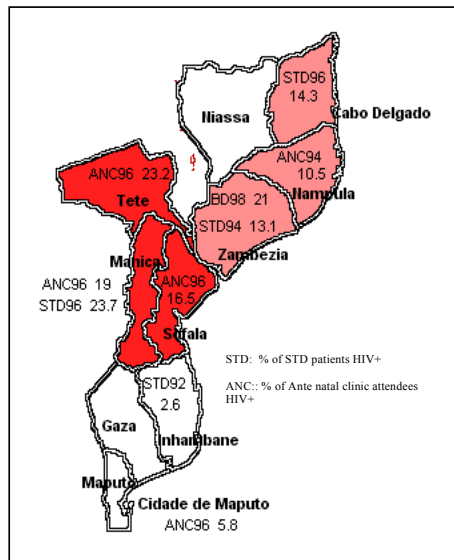 STD96
14.3
Niassa
Cabo Delgado
ANC94
10.5
Nampula
ANC96 23.2
Tete
BD98 21
STD94 13.1
Zambezia
Manica
ANC96
16.5
ANC96 19
STD96 23.7
Sofala
STD: % of STD patients HIV+
STD92
2.6
ANC:: % of Ante natal clinic attendees
HIV+
Gaza
Inhambane
Maputo
Cidade de Maputo
ANC96 5.8